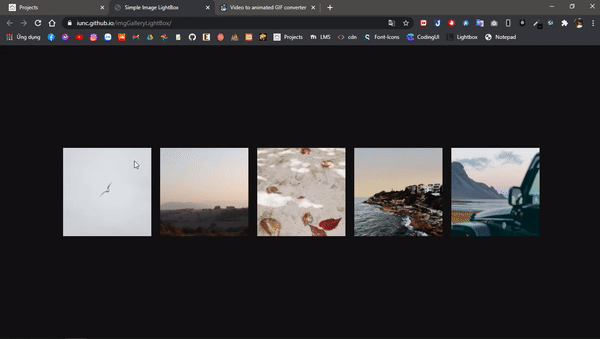 Projects
Simple Image LightBox
Video to animated GIF converter
iunc.github.io/imgGalleryLightBox/
Ứng dụng
Projects
LMS
cdn
Font-Icons
CodingUI
Lightbox
Notepad